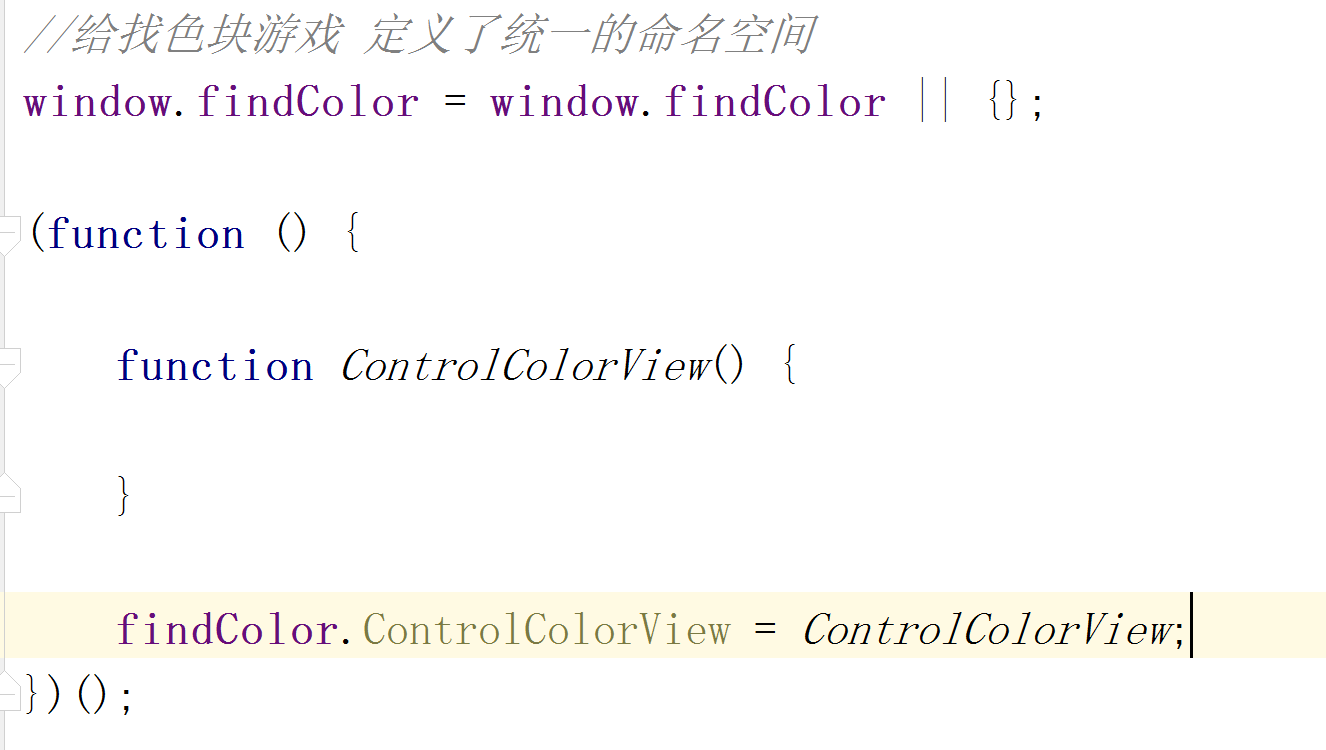 //给找色块游戏 定义了统一的命名空间
window.findColor = window.findColor || {};
(function () {
function ControlColorView() {
}
findColor.ControlColorView = ControlColorView;
})();